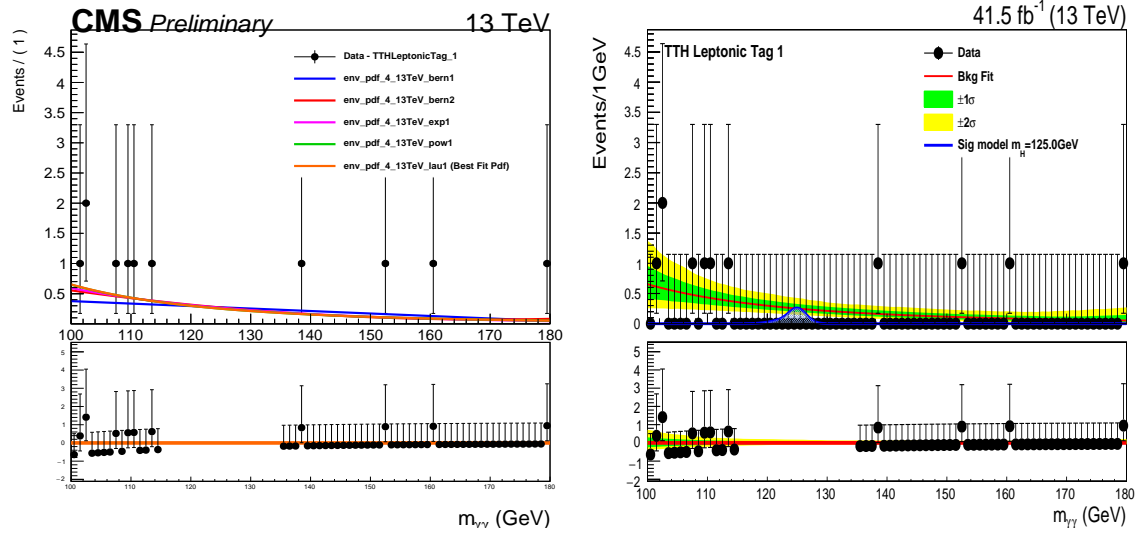 CMS Preliminary 13 TeV
Events / ( 1 )
4.5
4
3.5
3
2.5
2
1.5
1
0.5
0
Data - TTHLeptonicTag_1
env_pdf_4_13TeV_bern1
env_pdf_4_13TeV_bern2
env_pdf_4_13TeV_exp1
env_pdf_4_13TeV_pow1
env_pdf_4_13TeV_lau1 (Best Fit Pdf)
100 110 120 130 140 150 160 170 180
5
4
3
2
1
0
−1
−2
100 110 120 130 140 150 160 170 180
m_γγ (GeV)
41.5 fb⁻¹ (13 TeV)
Events/1GeV
4.5
4
3.5
3
2.5
2
1.5
1
0.5
0
TTH Leptonic Tag 1
Data
Bkg Fit
±1σ
±2σ
Sig model m_H=125.0GeV
5
4
3
2
1
0
−1
−2
100 110 120 130 140 150 160 170 180
m_γγ (GeV)